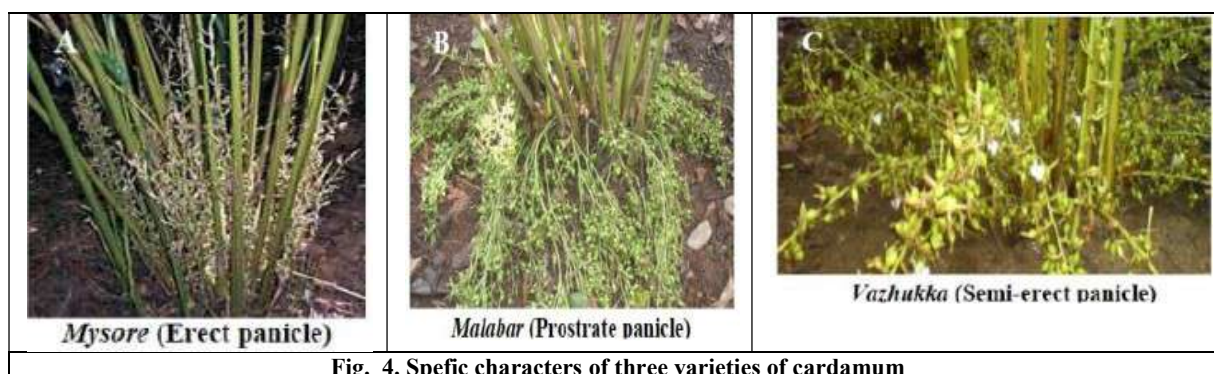 A
B
C
Mysore (Erect panicle)
Malabar (Prostrate panicle)
Vazhukka (Semi-erect panicle)
Fig. 4. Spefic characters of three varieties of cardamum